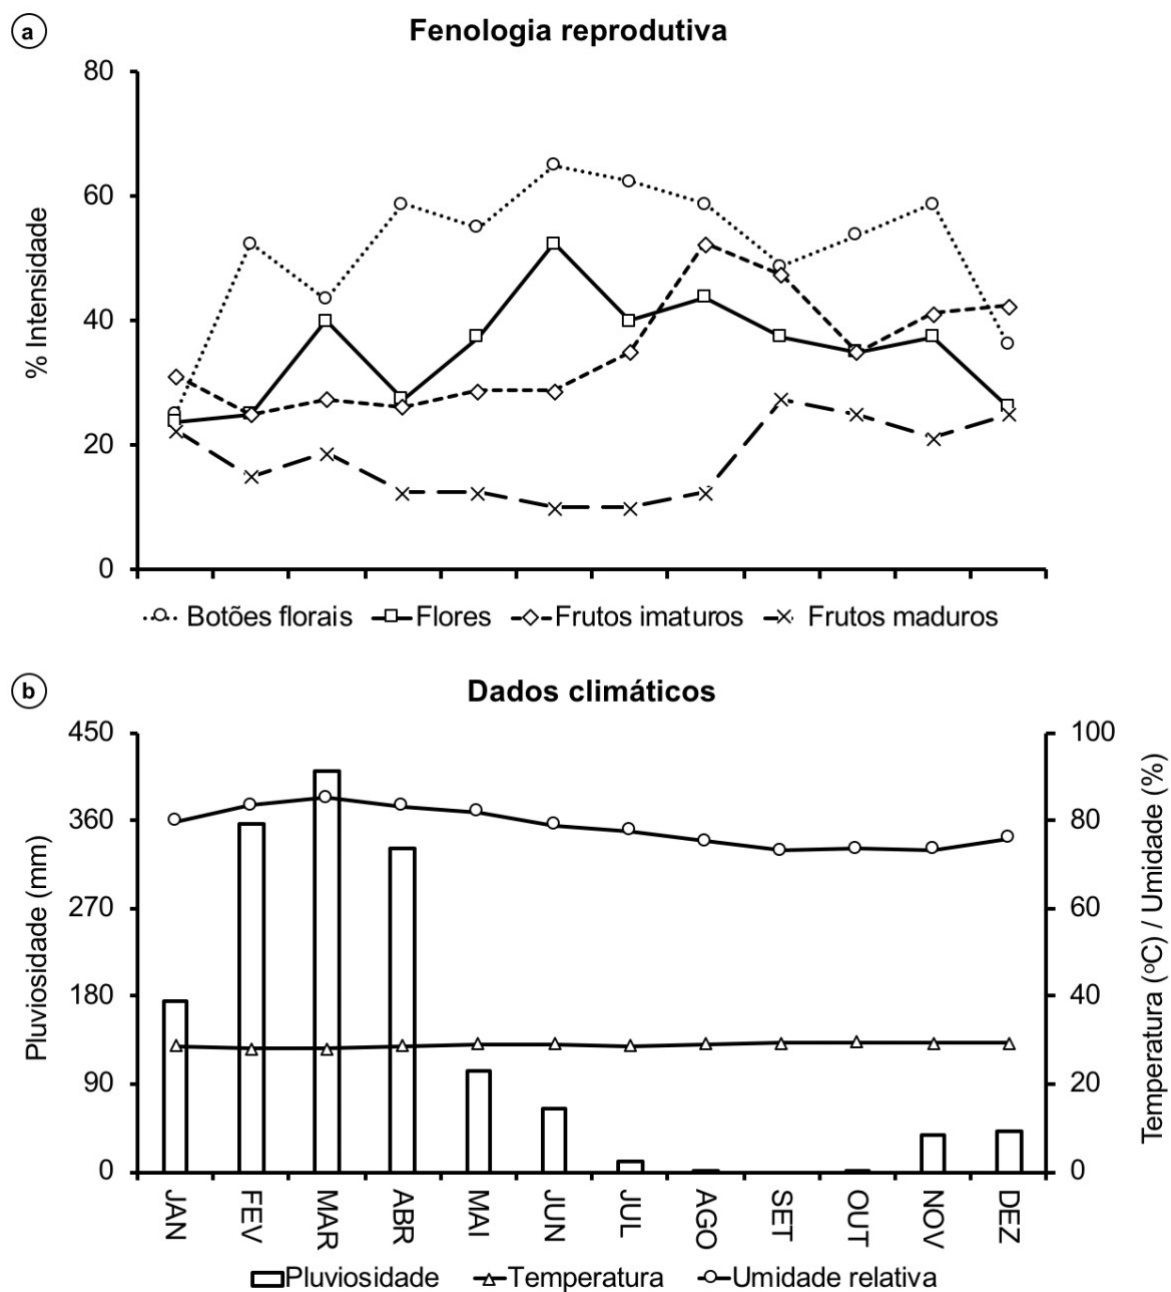 a
Fenologia reprodutiva
80
60
40
20
0
% Intensidade
Botões florais Flores Frutos imaturos Frutos maduros
b
Dados climáticos
450
360
270
180
90
0
Pluviosidade (mm)
100
80
60
40
20
0
Temperatura (ºC) / Umidade (%)
JAN FEV MAR ABR MAI JUN JUL AGO SET OUT NOV DEZ
Pluviosidade Temperatura Umidade relativa